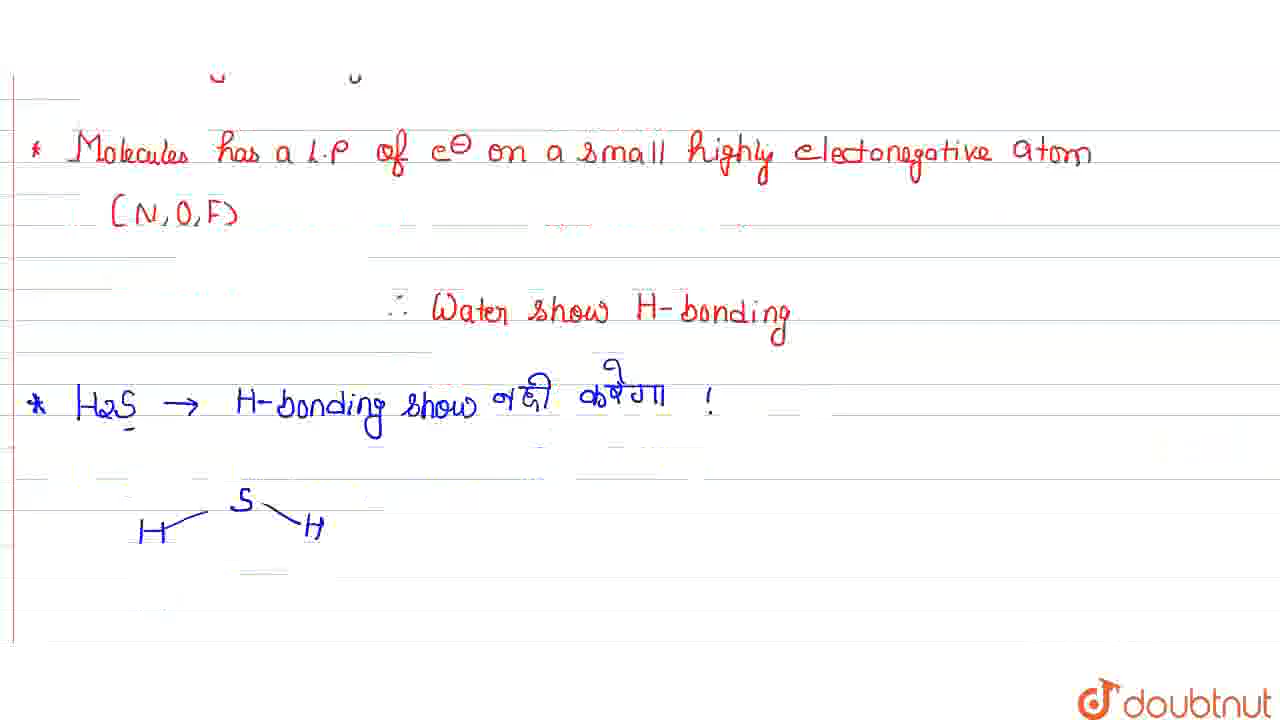 * Molecules has a L.P of e⊖ on a small highly electonegative atom
(N, O, F)
∴ Water show H-bonding
* H2S → H-bonding show नही करेगा !
S
H H
doubtnut